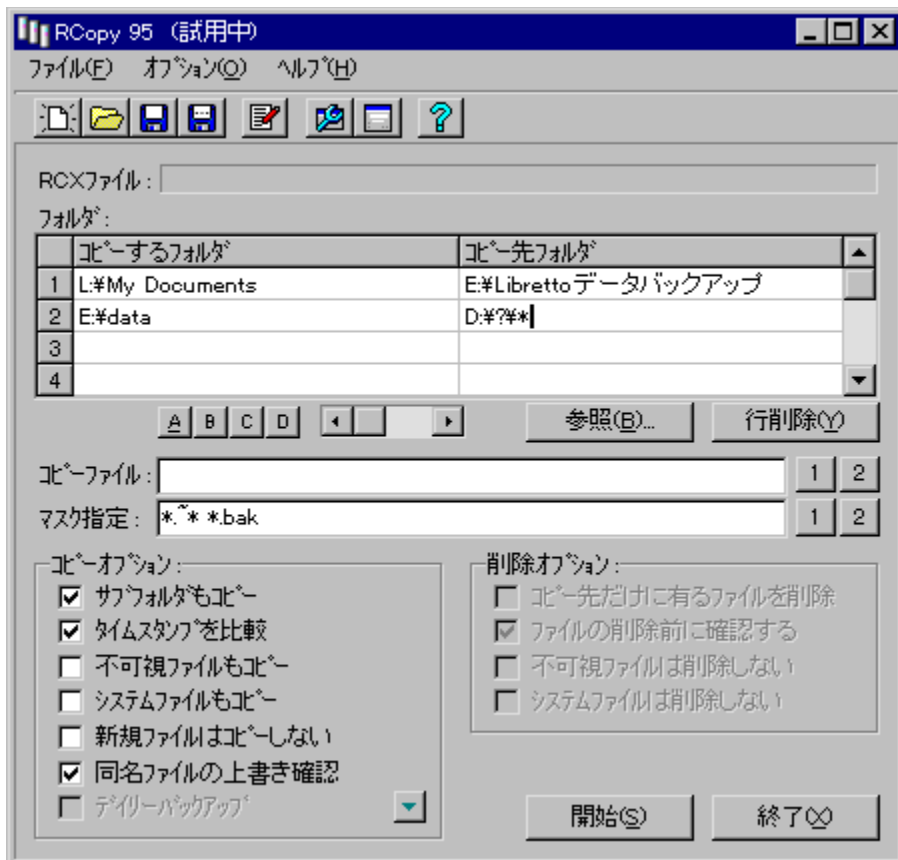 RCopy 95 （試用中）
ﾌｧｲﾙ(F) ｵﾌﾟｼｮﾝ(O) ﾍﾙﾌﾟ(H)
RCXﾌｧｲﾙ :
ﾌｫﾙﾀﾞ :
ｺﾋﾟｰするﾌｫﾙﾀﾞ ｺﾋﾟｰ先ﾌｫﾙﾀﾞ
1 L:¥My Documents E:¥Librettoデータバックアップ
2 E:¥data D:¥?¥*
3
4
A B C D 参照(B)... 行削除(Y)
ｺﾋﾟｰﾌｧｲﾙ : 1 2
ﾏｽｸ指定 : *.~* *.bak 1 2
ｺﾋﾟｰｵﾌﾟｼｮﾝ :
ｻﾌﾞﾌｫﾙﾀﾞもｺﾋﾟｰ
ﾀｲﾑｽﾀﾝﾌﾟを比較
不可視ﾌｧｲﾙもｺﾋﾟｰ
ｼｽﾃﾑﾌｧｲﾙもｺﾋﾟｰ
新規ﾌｧｲﾙはｺﾋﾟｰしない
同名ﾌｧｲﾙの上書き確認
ﾃﾞｲﾘｰﾊﾞｯｸｱｯﾌﾟ
削除ｵﾌﾟｼｮﾝ :
ｺﾋﾟｰ先だけに有るﾌｧｲﾙを削除
ﾌｧｲﾙの削除前に確認する
不可視ﾌｧｲﾙは削除しない
ｼｽﾃﾑﾌｧｲﾙは削除しない
開始(S) 終了(X)